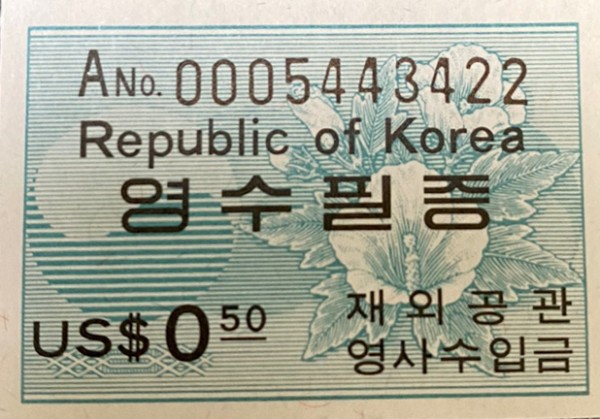 A No. 0005443422
Republic of Korea
영수필증
US$ 0 50
재외공관
영사수입금